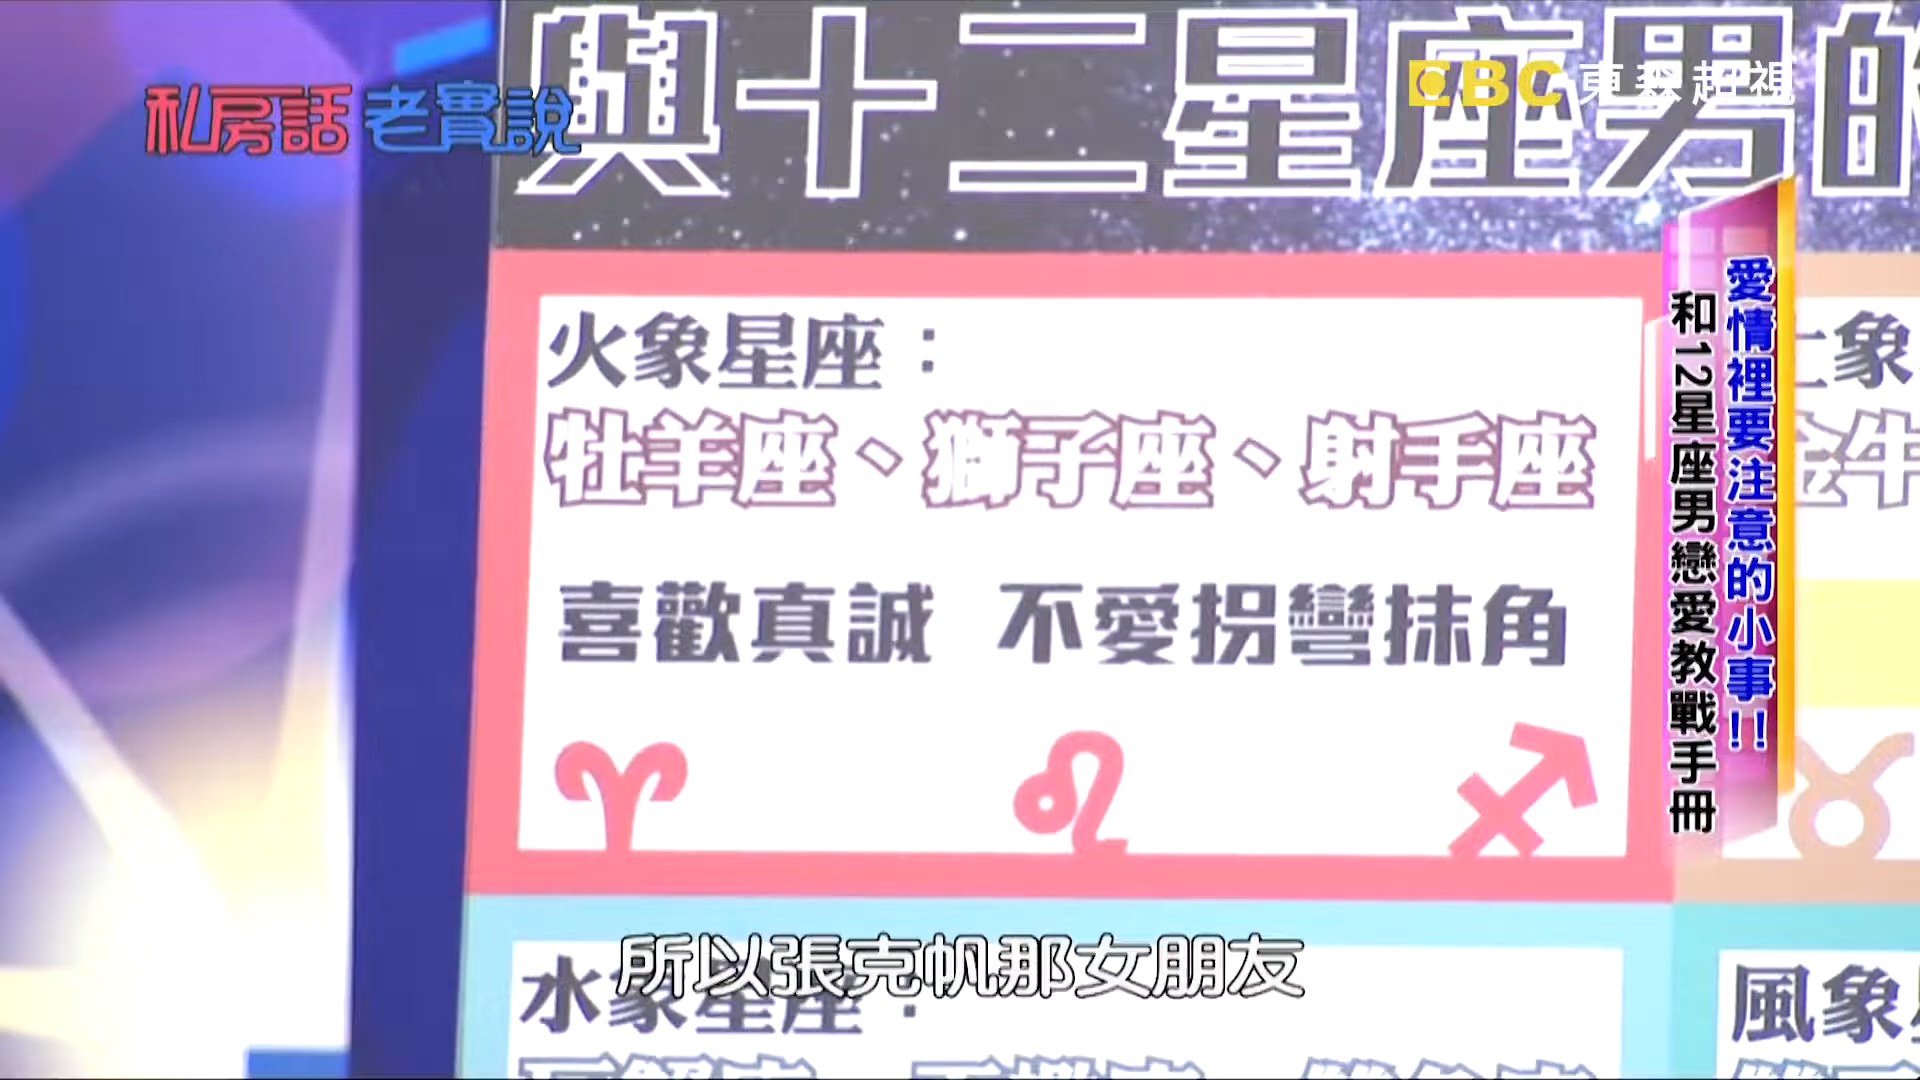 與十二星座男的
EBC 東森超視
私房話 老實說
火象星座：
牡羊座、獅子座、射手座
喜歡真誠 不愛拐彎抹角
土象
金牛
愛情裡要注意的小事!!
和12星座男戀愛教戰手冊
水象星座：
風象
所以張克帆那女朋友